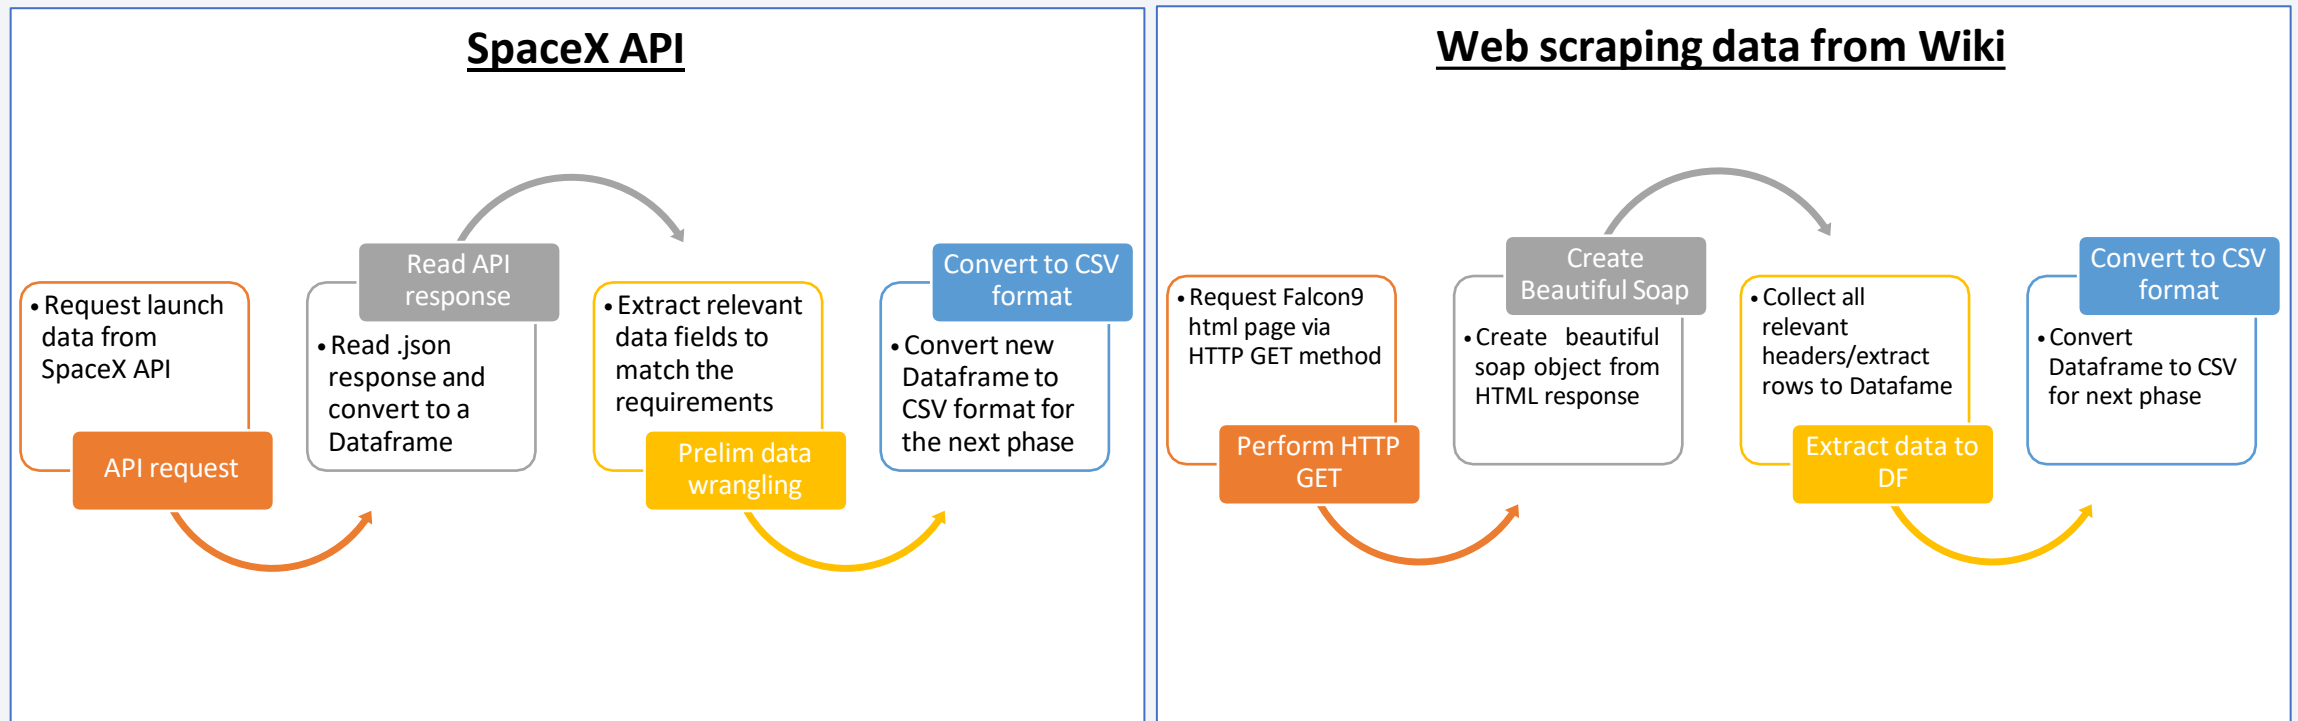 SpaceX API
• Request launch
data from
SpaceX API
API request
Read API
response
• Read .json
response and
convert to a
Dataframe
• Extract relevant
data fields to
match the
requirements
Prelim data
wrangling
Convert to CSV
format
• Convert new
Dataframe to
CSV format for
the next phase
Web scraping data from Wiki
• Request Falcon9
html page via
HTTP GET method
Perform HTTP
GET
Create
Beautiful Soap
• Create beautiful
soap object from
HTML response
• Collect all
relevant
headers/extract
rows to Datafame
Extract data to
DF
Convert to CSV
format
• Convert
Dataframe to CSV
for next phase